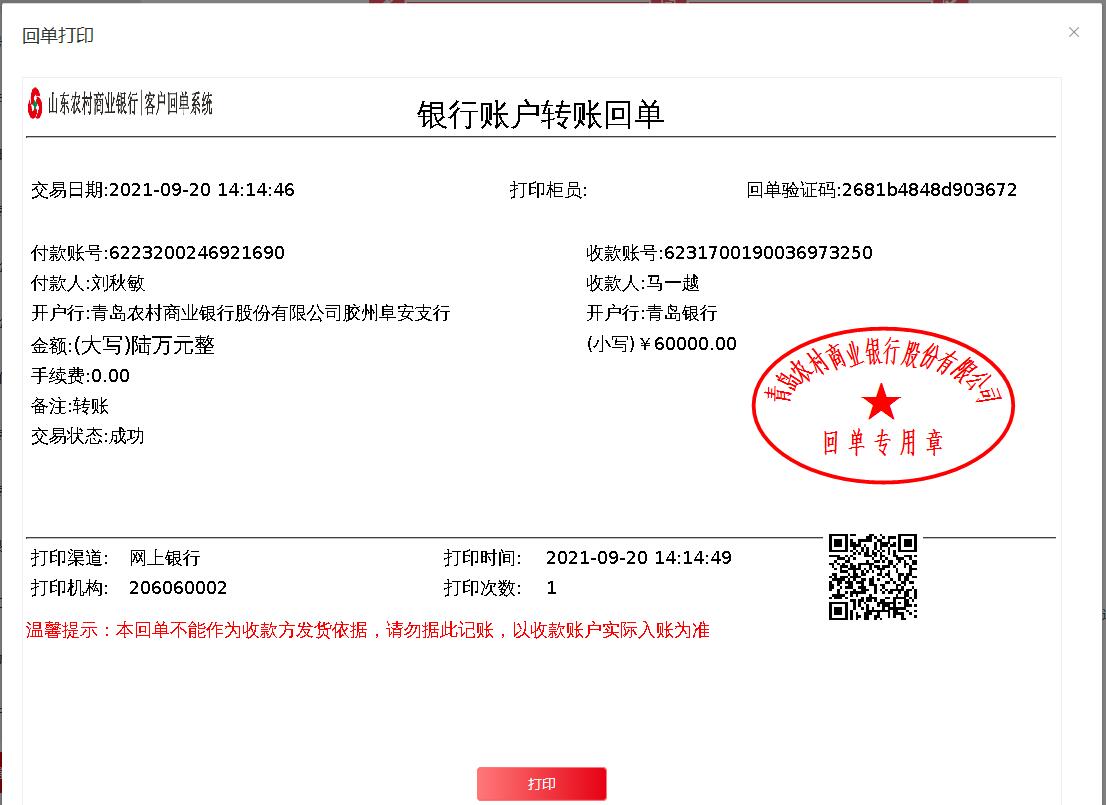 回单打印
山东农村商业银行|客户回单系统
银行账户转账回单
交易日期:2021-09-20 14:14:46 打印柜员: 回单验证码:2681b4848d903672
付款账号:6223200246921690 收款账号:6231700190036973250
付款人:刘秋敏 收款人:马一越
开户行:青岛农村商业银行股份有限公司胶州阜安支行 开户行:青岛银行
金额:(大写)陆万元整 (小写)￥60000.00
手续费:0.00
备注:转账
交易状态:成功
青岛农村商业银行股份有限公司
回单专用章
打印渠道: 网上银行 打印时间: 2021-09-20 14:14:49
打印机构: 206060002 打印次数: 1
温馨提示：本回单不能作为收款方发货依据，请勿据此记账，以收款账户实际入账为准
打印